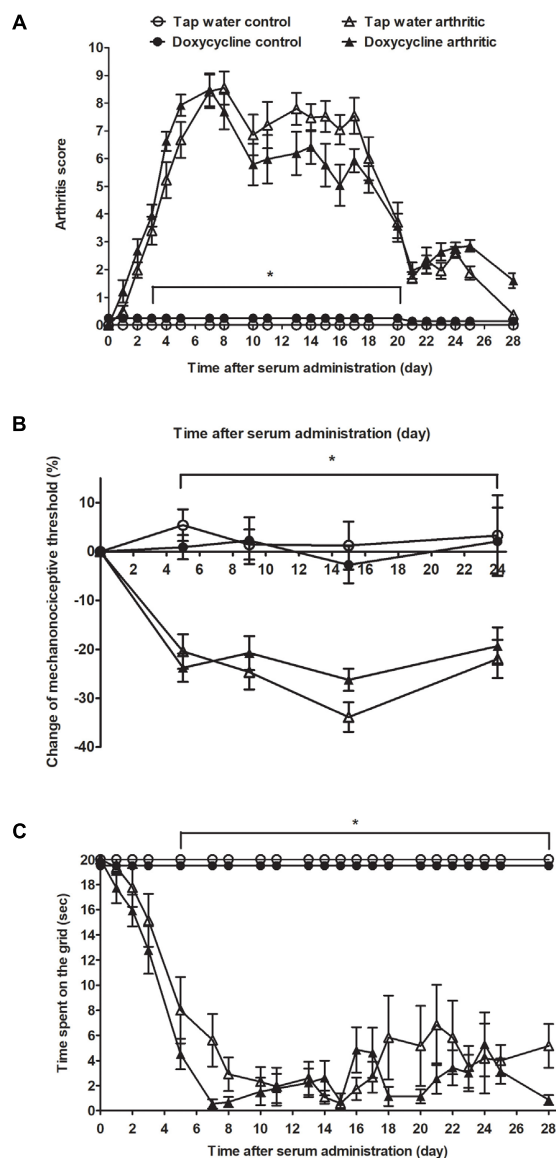 A
Tap water control
Tap water arthritic
Doxycycline control
Doxycycline arthritic
Arthritis score
10
9
8
7
6
5
4
3
2
1
0
*
0 2 4 6 8 10 12 14 16 18 20 22 24 26 28
Time after serum administration (day)
B
Time after serum administration (day)
Change of mechanonociceptive threshold (%)
*
10
0
-10
-20
-30
-40
2 4 6 8 10 12 14 16 18 20 22 24
C
*
Time spent on the grid (sec)
20
18
16
14
12
10
8
6
4
2
0
0 2 4 6 8 10 12 14 16 18 20 22 24 26 28
Time after serum administration (day)